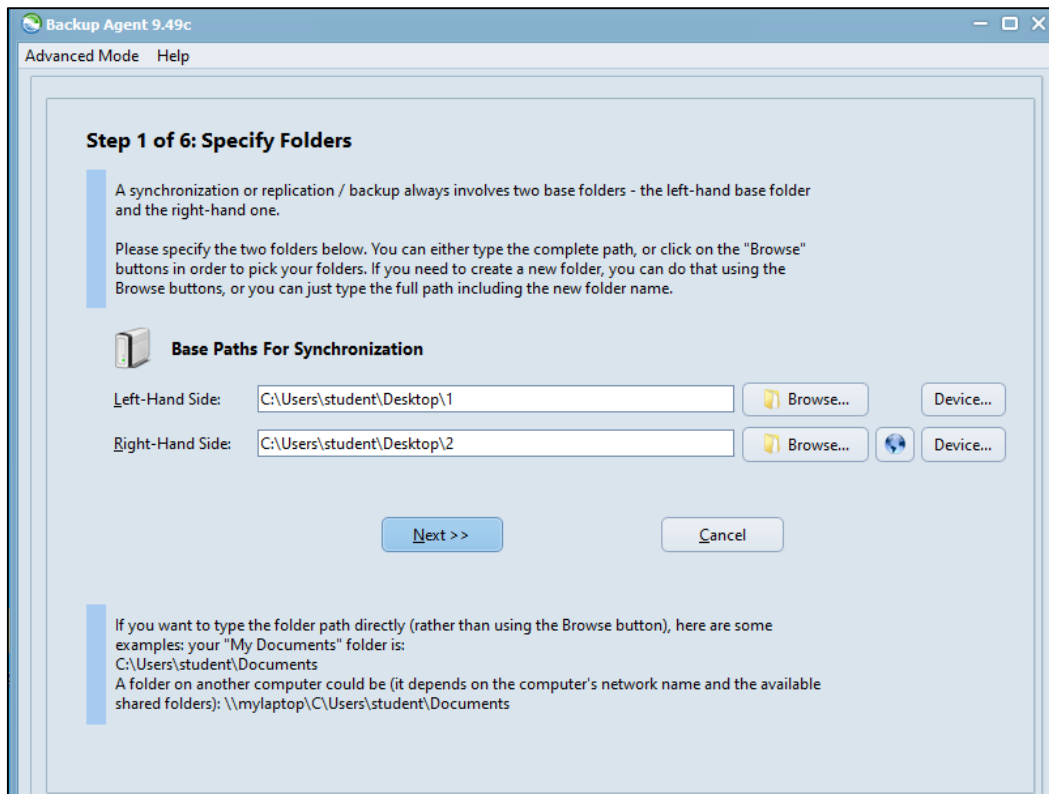 Backup Agent 9.49c
Advanced Mode Help
Step 1 of 6: Specify Folders
A synchronization or replication / backup always involves two base folders - the left-hand base folder
and the right-hand one.
Please specify the two folders below. You can either type the complete path, or click on the "Browse"
buttons in order to pick your folders. If you need to create a new folder, you can do that using the
Browse buttons, or you can just type the full path including the new folder name.
Base Paths For Synchronization
Left-Hand Side: C:\Users\student\Desktop\1 Browse... Device...
Right-Hand Side: C:\Users\student\Desktop\2 Browse... Device...
Next >> Cancel
If you want to type the folder path directly (rather than using the Browse button), here are some
examples: your "My Documents" folder is:
C:\Users\student\Documents
A folder on another computer could be (it depends on the computer's network name and the available
shared folders): \\mylaptop\C\Users\student\Documents